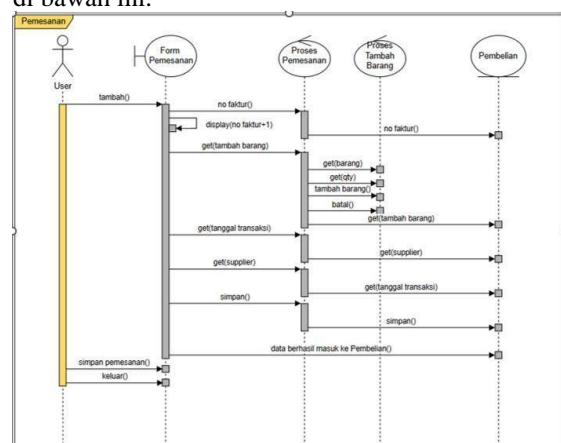 di bawah ini:
Pemesanan
User
Form
Pemesanan
Proses
Pemesanan
Proses
Tambah
Barang
Pembelian
tambah()
no faktur()
display(no faktur+1)
no faktur()
get(tambah barang)
get(barang)
get(qty)
tambah barang()
batal()
get(tambah barang)
get(tanggal transaksi)
get(supplier)
get(supplier)
get(tanggal transaksi)
simpan()
simpan()
data berhasil masuk ke Pembelian()
simpan pemesanan()
keluar()